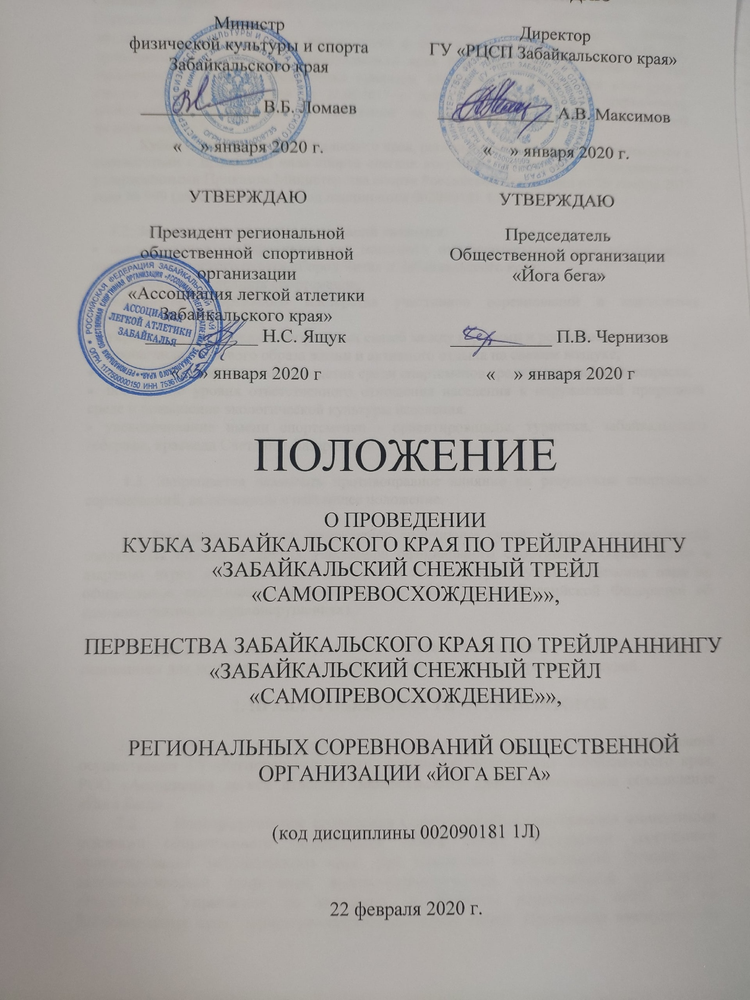 Министр
физической культуры и спорта
Забайкальского края
В.Б. Ломаев
« » января 2020 г.
Директор
ГУ «РЦСП Забайкальского края»
А.В. Максимов
« » января 2020 г.
УТВЕРЖДАЮ
Президент региональной
общественной спортивной
организации
«Ассоциация легкой атлетики
Забайкальского края»
Н.С. Ящук
«15» января 2020 г
АССОЦИАЦИЯ
ЛЕГКОЙ АТЛЕТИКИ
ЗАБАЙКАЛЬЯ
УТВЕРЖДАЮ
Председатель
Общественной организации
«Йога бега»
П.В. Чернизов
« » января 2020 г
ПОЛОЖЕНИЕ
О ПРОВЕДЕНИИ
КУБКА ЗАБАЙКАЛЬСКОГО КРАЯ ПО ТРЕЙЛРАННИНГУ
«ЗАБАЙКАЛЬСКИЙ СНЕЖНЫЙ ТРЕЙЛ
«САМОПРЕВОСХОЖДЕНИЕ»»,
ПЕРВЕНСТВА ЗАБАЙКАЛЬСКОГО КРАЯ ПО ТРЕЙЛРАННИНГУ
«ЗАБАЙКАЛЬСКИЙ СНЕЖНЫЙ ТРЕЙЛ
«САМОПРЕВОСХОЖДЕНИЕ»»,
РЕГИОНАЛЬНЫХ СОРЕВНОВАНИЙ ОБЩЕСТВЕННОЙ
ОРГАНИЗАЦИИ «ЙОГА БЕГА»
(код дисциплины 002090181 1Л)
22 февраля 2020 г.